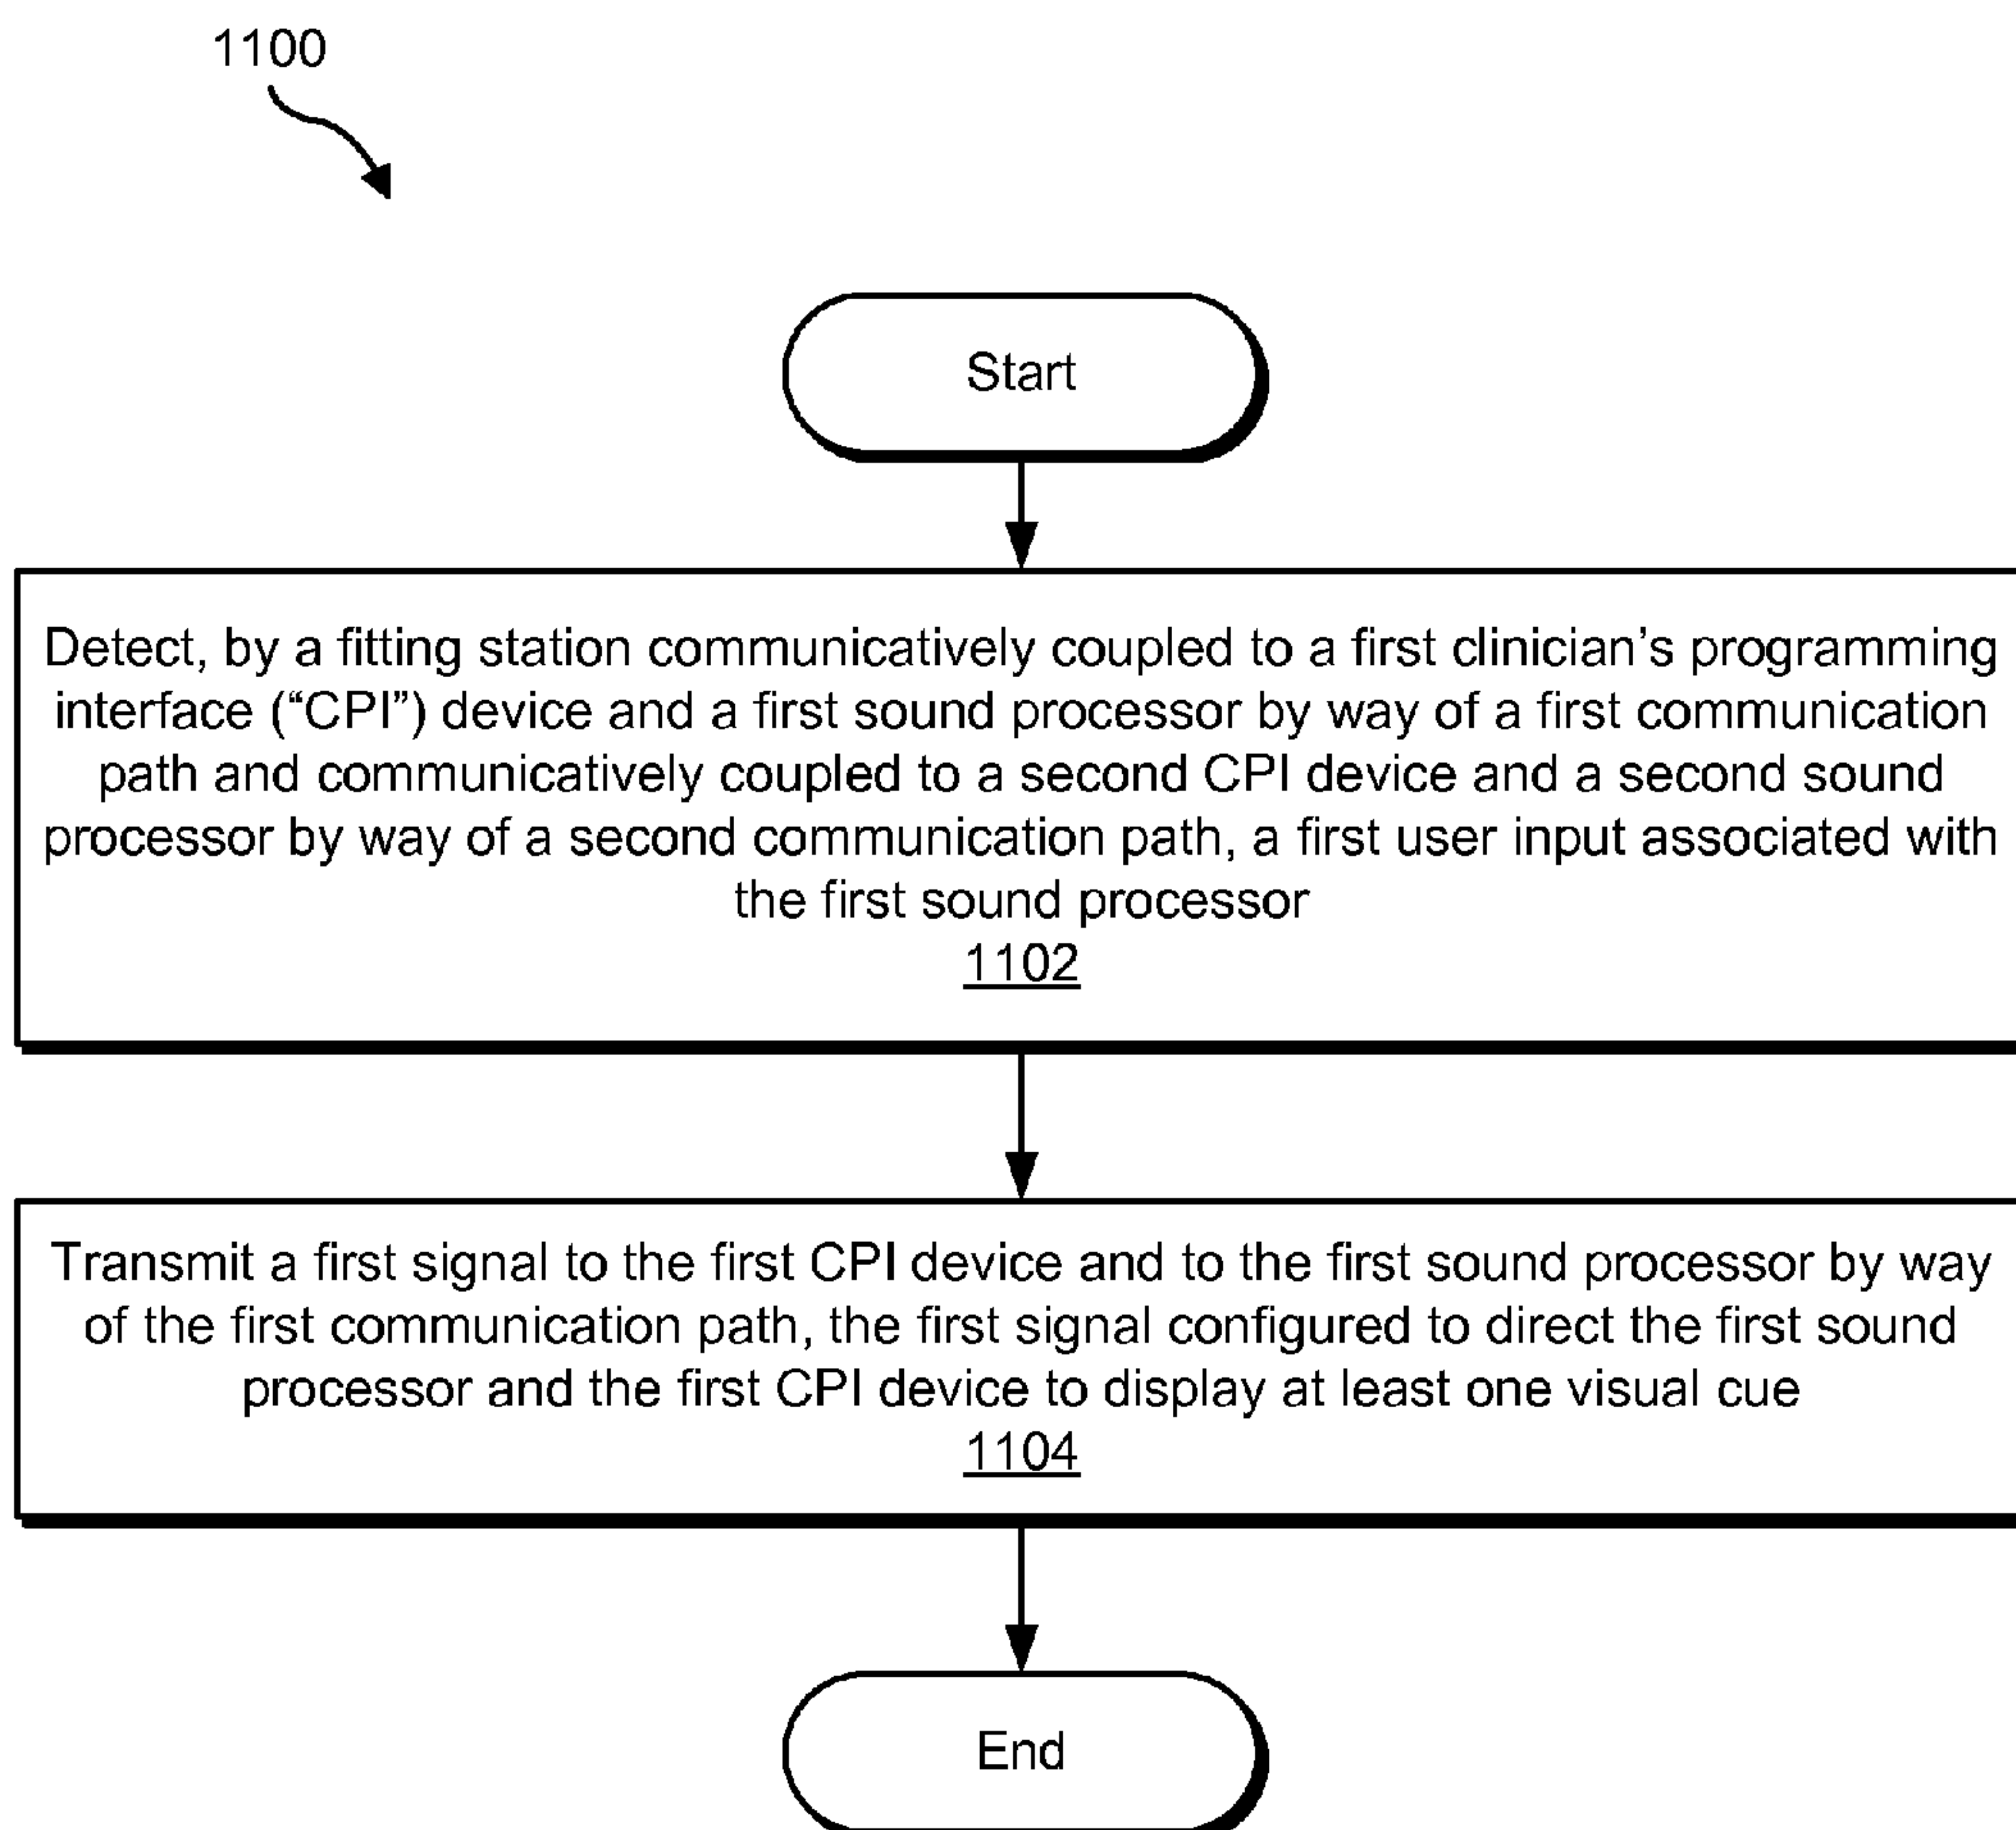 1100
Start
Detect, by a fitting station communicatively coupled to a first clinician’s programming
interface (“CPI”) device and a first sound processor by way of a first communication
path and communicatively coupled to a second CPI device and a second sound
processor by way of a second communication path, a first user input associated with
the first sound processor
1102
Transmit a first signal to the first CPI device and to the first sound processor by way
of the first communication path, the first signal configured to direct the first sound
processor and the first CPI device to display at least one visual cue
1104
End